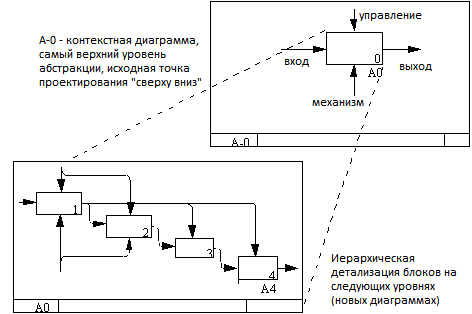 А-0 - контекстная диаграмма,
самый верхний уровень
абстракции, исходная точка
проектирования "сверху вниз"
управление
вход
0
А0
выход
механизм
А-0
1
2
3
4
А4
А0
Иерархическая
детализация блоков на
следующих уровнях
(новых диаграммах)